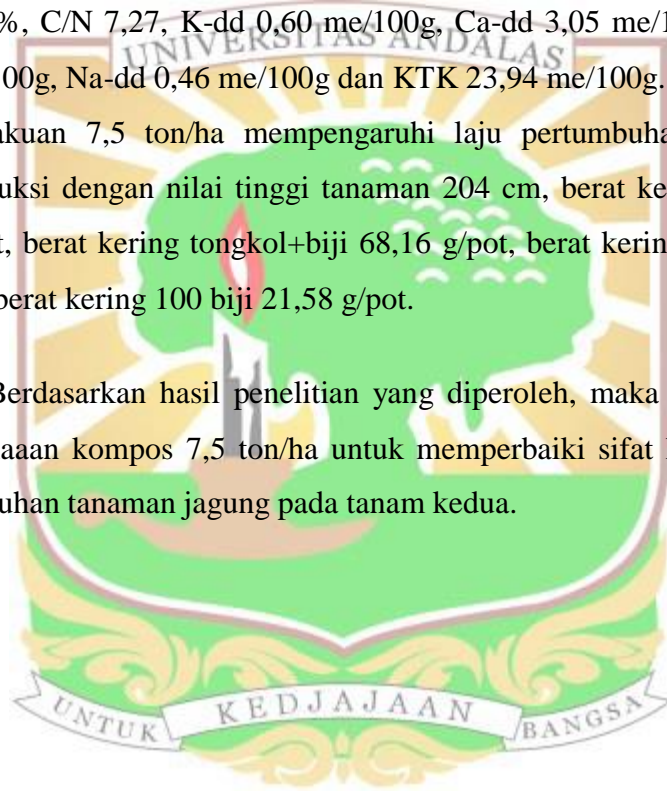 %, C/N 7,27, K-dd 0,60 me/100g, Ca-dd 3,05 me/1
UNIVERSITAS ANDALAS
00g, Na-dd 0,46 me/100g dan KTK 23,94 me/100g.
akuan 7,5 ton/ha mempengaruhi laju pertumbuha
uksi dengan nilai tinggi tanaman 204 cm, berat ke
t, berat kering tongkol+biji 68,16 g/pot, berat kerin
berat kering 100 biji 21,58 g/pot.
Berdasarkan hasil penelitian yang diperoleh, maka
aaan kompos 7,5 ton/ha untuk memperbaiki sifat
uhan tanaman jagung pada tanam kedua.
UNTUK KEDJAJAAN BANGSA